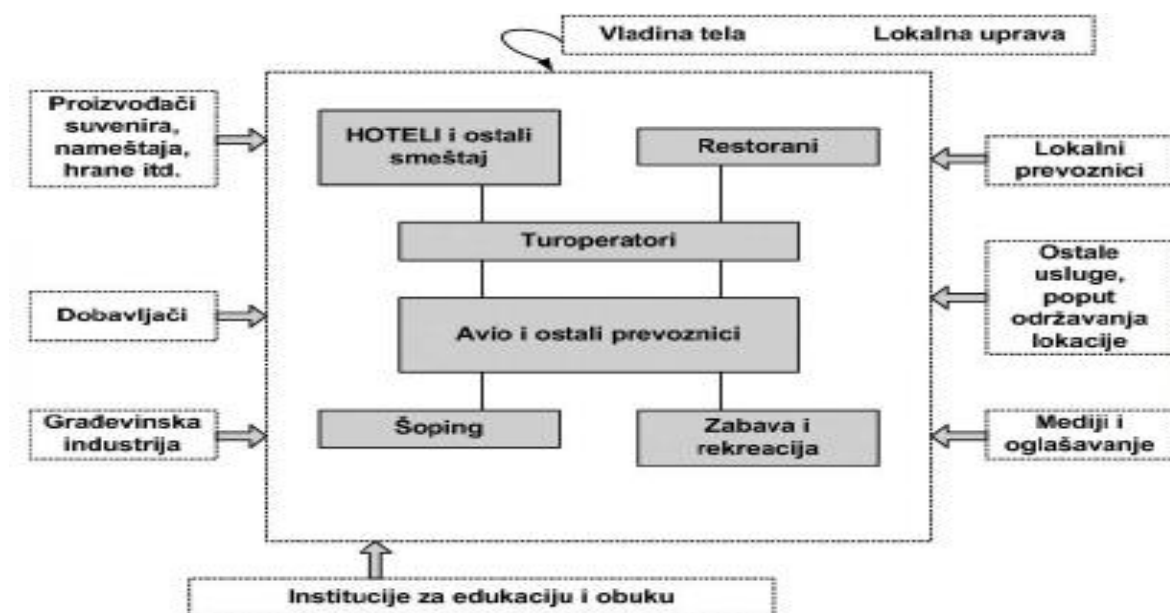 Vladina tela Lokalna uprava
Proizvođači
suvenira,
nameštaja,
hrane itd.
HOTELI i ostali
smeštaj
Restorani
Lokalni
prevoznici
Turoperatori
Ostale
usluge,
poput
održavanja
lokacije
Dobavljači
Avio i ostali prevoznici
Građevinska
industrija
Šoping
Zabava i
rekreacija
Mediji i
oglašavanje
Institucije za edukaciju i obuku